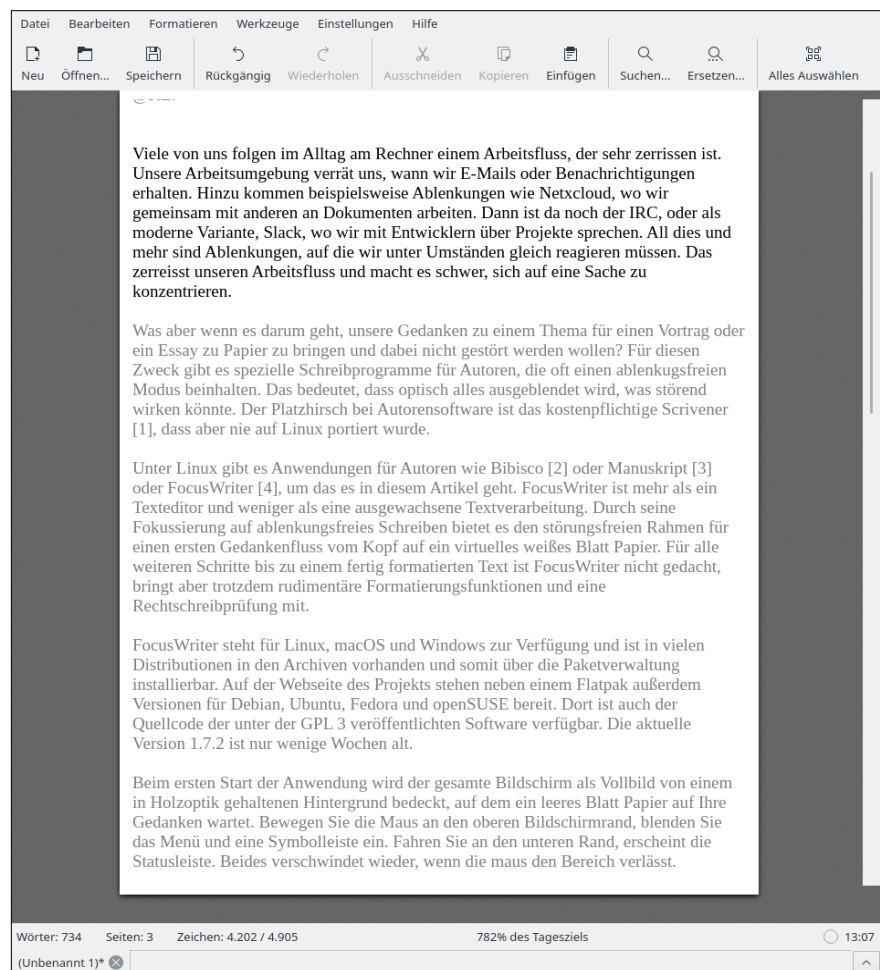 Datei Bearbeiten Formatieren Werkzeuge Einstellungen Hilfe
Neu Öffnen... Speichern Rückgängig Wiederholen Ausschneiden Kopieren Einfügen Suchen... Ersetzen... Alles Auswählen
Viele von uns folgen im Alltag am Rechner einem Arbeitsfluss, der sehr zerrissen ist.
Unsere Arbeitsumgebung verrät uns, wann wir E-Mails oder Benachrichtigungen
erhalten. Hinzu kommen beispielsweise Ablenkungen wie Netxcloud, wo wir
gemeinsam mit anderen an Dokumenten arbeiten. Dann ist da noch der IRC, oder als
moderne Variante, Slack, wo wir mit Entwicklern über Projekte sprechen. All dies und
mehr sind Ablenkungen, auf die wir unter Umständen gleich reagieren müssen. Das
zerreisst unseren Arbeitsfluss und macht es schwer, sich auf eine Sache zu
konzentrieren.
Was aber wenn es darum geht, unsere Gedanken zu einem Thema für einen Vortrag oder
ein Essay zu Papier zu bringen und dabei nicht gestört werden wollen? Für diesen
Zweck gibt es spezielle Schreibprogramme für Autoren, die oft einen ablenkugsfreien
Modus beinhalten. Das bedeutet, dass optisch alles ausgeblendet wird, was störend
wirken könnte. Der Platzhirsch bei Autorensoftware ist das kostenpflichtige Scrivener
[1], dass aber nie auf Linux portiert wurde.
Unter Linux gibt es Anwendungen für Autoren wie Bibisco [2] oder Manuskript [3]
oder FocusWriter [4], um das es in diesem Artikel geht. FocusWriter ist mehr als ein
Texteditor und weniger als eine ausgewachsene Textverarbeitung. Durch seine
Fokussierung auf ablenkungsfreies Schreiben bietet es den störungsfreien Rahmen für
einen ersten Gedankenfluss vom Kopf auf ein virtuelles weißes Blatt Papier. Für alle
weiteren Schritte bis zu einem fertig formatierten Text ist FocusWriter nicht gedacht,
bringt aber trotzdem rudimentäre Formatierungsfunktionen und eine
Rechtschreibprüfung mit.
FocusWriter steht für Linux, macOS und Windows zur Verfügung und ist in vielen
Distributionen in den Archiven vorhanden und somit über die Paketverwaltung
installierbar. Auf der Webseite des Projekts stehen neben einem Flatpak außerdem
Versionen für Debian, Ubuntu, Fedora und openSUSE bereit. Dort ist auch der
Quellcode der unter der GPL 3 veröffentlichten Software verfügbar. Die aktuelle
Version 1.7.2 ist nur wenige Wochen alt.
Beim ersten Start der Anwendung wird der gesamte Bildschirm als Vollbild von einem
in Holzoptik gehaltenen Hintergrund bedeckt, auf dem ein leeres Blatt Papier auf Ihre
Gedanken wartet. Bewegen Sie die Maus an den oberen Bildschirmrand, blenden Sie
das Menü und eine Symbolleiste ein. Fahren Sie an den unteren Rand, erscheint die
Statusleiste. Beides verschwindet wieder, wenn die maus den Bereich verlässt.
Wörter: 734 Seiten: 3 Zeichen: 4.202 / 4.905 782% des Tagesziels 13:07
(Unbenannt 1)*